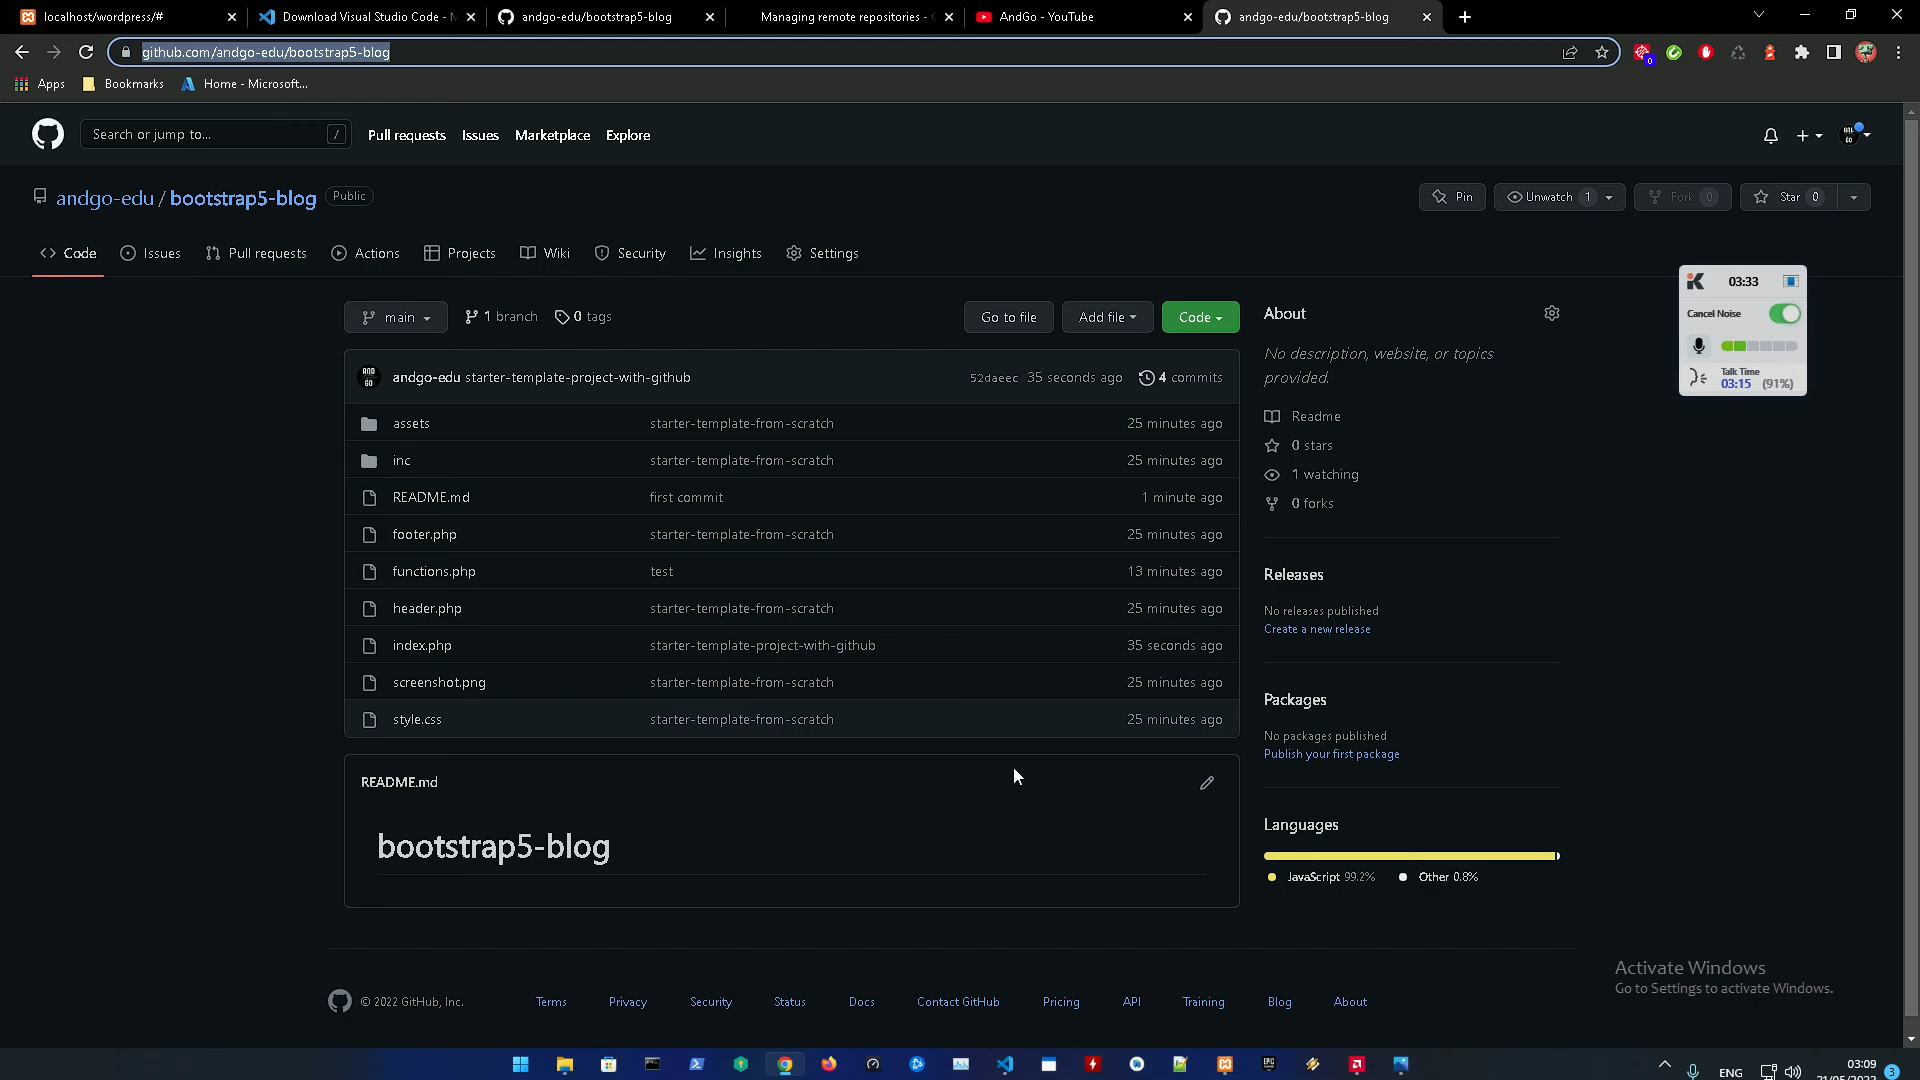 localhost/wordpress/#
Download Visual Studio Code - M
andgo-edu/bootstrap5-blog
Managing remote repositories -
AndGo - YouTube
andgo-edu/bootstrap5-blog
github.com/andgo-edu/bootstrap5-blog
0
Apps
Bookmarks
Home - Microsoft...
Search or jump to...
/
Pull requests
Issues
Marketplace
Explore
andgo-edu / bootstrap5-blog
Public
Pin
Unwatch 1
Fork 0
Star 0
Code
Issues
Pull requests
Actions
Projects
Wiki
Security
Insights
Settings
03:33
Cancel Noise
Talk Time
03:15 (91%)
main
1 branch
0 tags
Go to file
Add file
Code
About
No description, website, or topics
provided.
AND GO
andgo-edu starter-template-project-with-github
52daeec 35 seconds ago
4 commits
assets starter-template-from-scratch 25 minutes ago
inc starter-template-from-scratch 25 minutes ago
README.md first commit 1 minute ago
footer.php starter-template-from-scratch 25 minutes ago
functions.php test 13 minutes ago
header.php starter-template-from-scratch 25 minutes ago
index.php starter-template-project-with-github 35 seconds ago
screenshot.png starter-template-from-scratch 25 minutes ago
style.css starter-template-from-scratch 25 minutes ago
Readme
0 stars
1 watching
0 forks
Releases
No releases published
Create a new release
Packages
No packages published
Publish your first package
Languages
JavaScript 99.2%
Other 0.8%
README.md
bootstrap5-blog
Activate Windows
Go to Settings to activate Windows.
© 2022 GitHub, Inc.
Terms
Privacy
Security
Status
Docs
Contact GitHub
Pricing
API
Training
Blog
About
ENG
03:09
21/05/2022
3